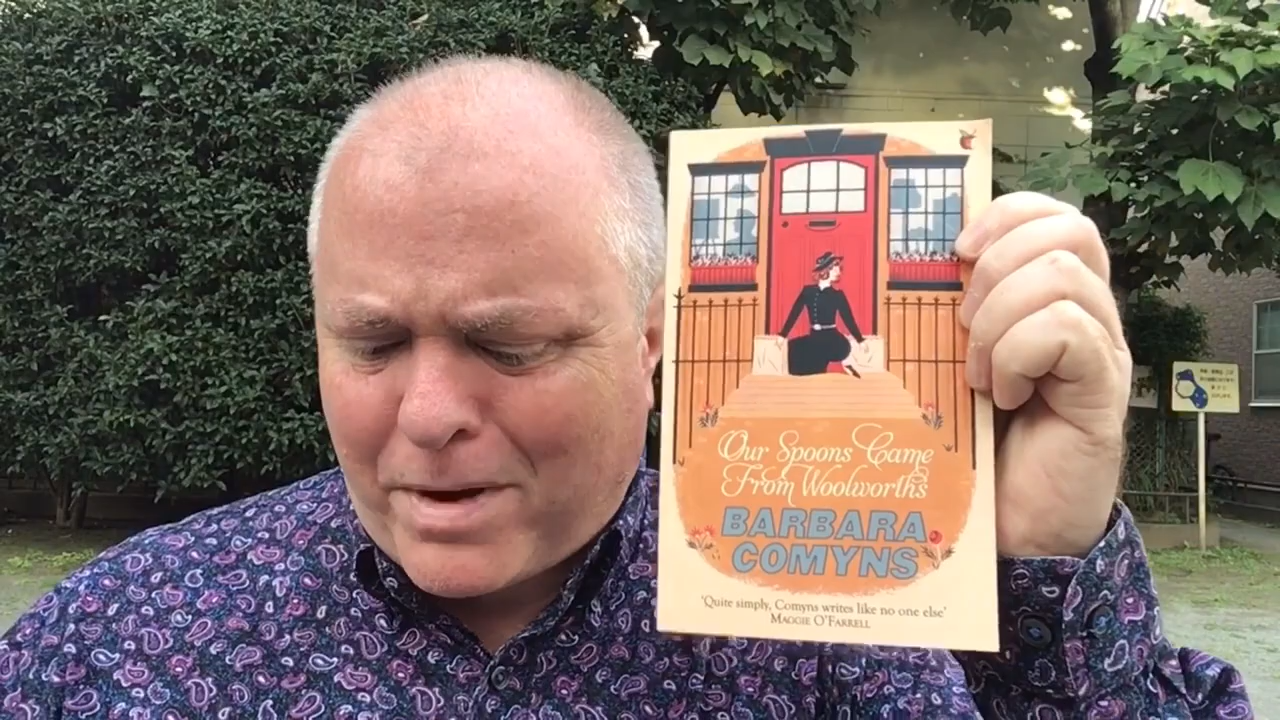 Our Spoons Came
From Woolworths
BARBARA
COMYNS
'Quite simply, Comyns writes like no one else'
MAGGIE O'FARRELL